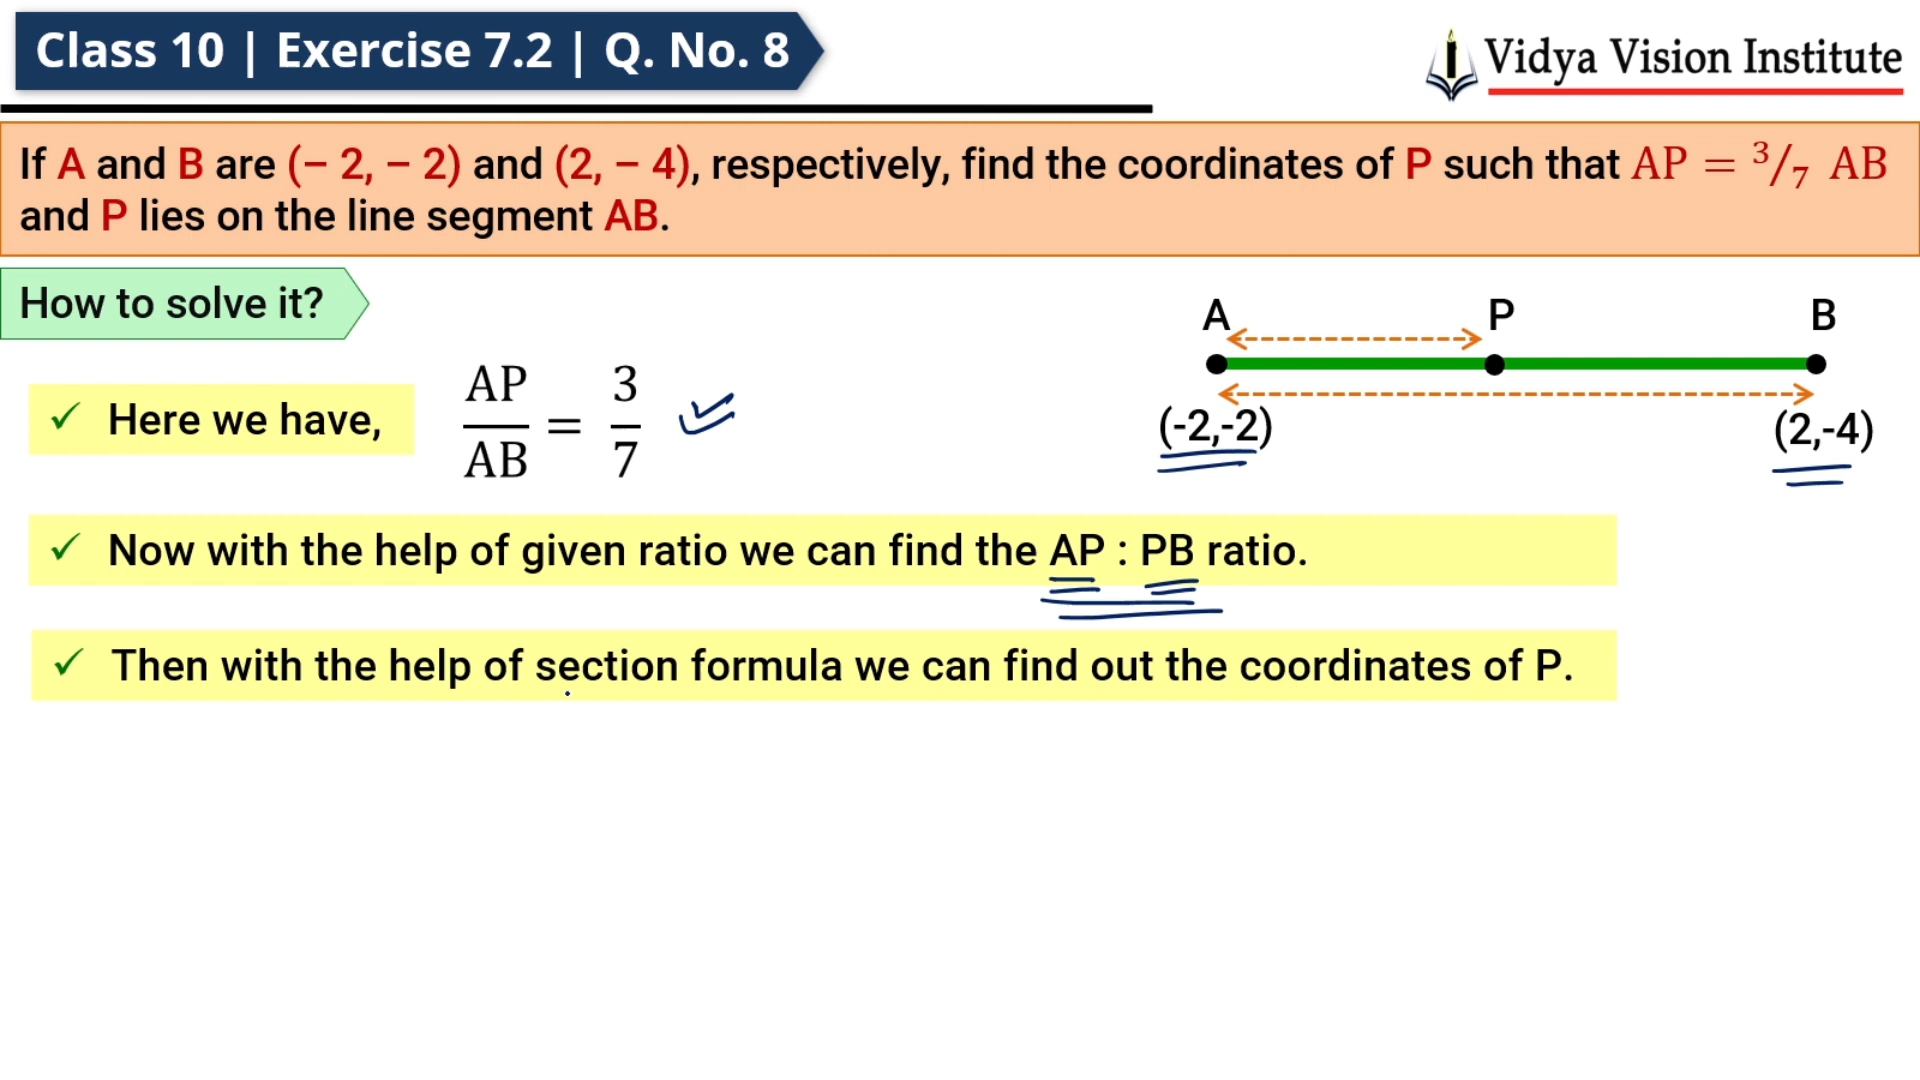 Class 10 | Exercise 7.2 | Q. No. 8
Vidya Vision Institute
If A and B are (– 2, – 2) and (2, – 4), respectively, find the coordinates of P such that AP = 3/7 AB
and P lies on the line segment AB.
How to solve it?
A P B
(-2,-2) (2,-4)
✓ Here we have, AP/AB = 3/7
✓ Now with the help of given ratio we can find the AP : PB ratio.
✓ Then with the help of section formula we can find out the coordinates of P.